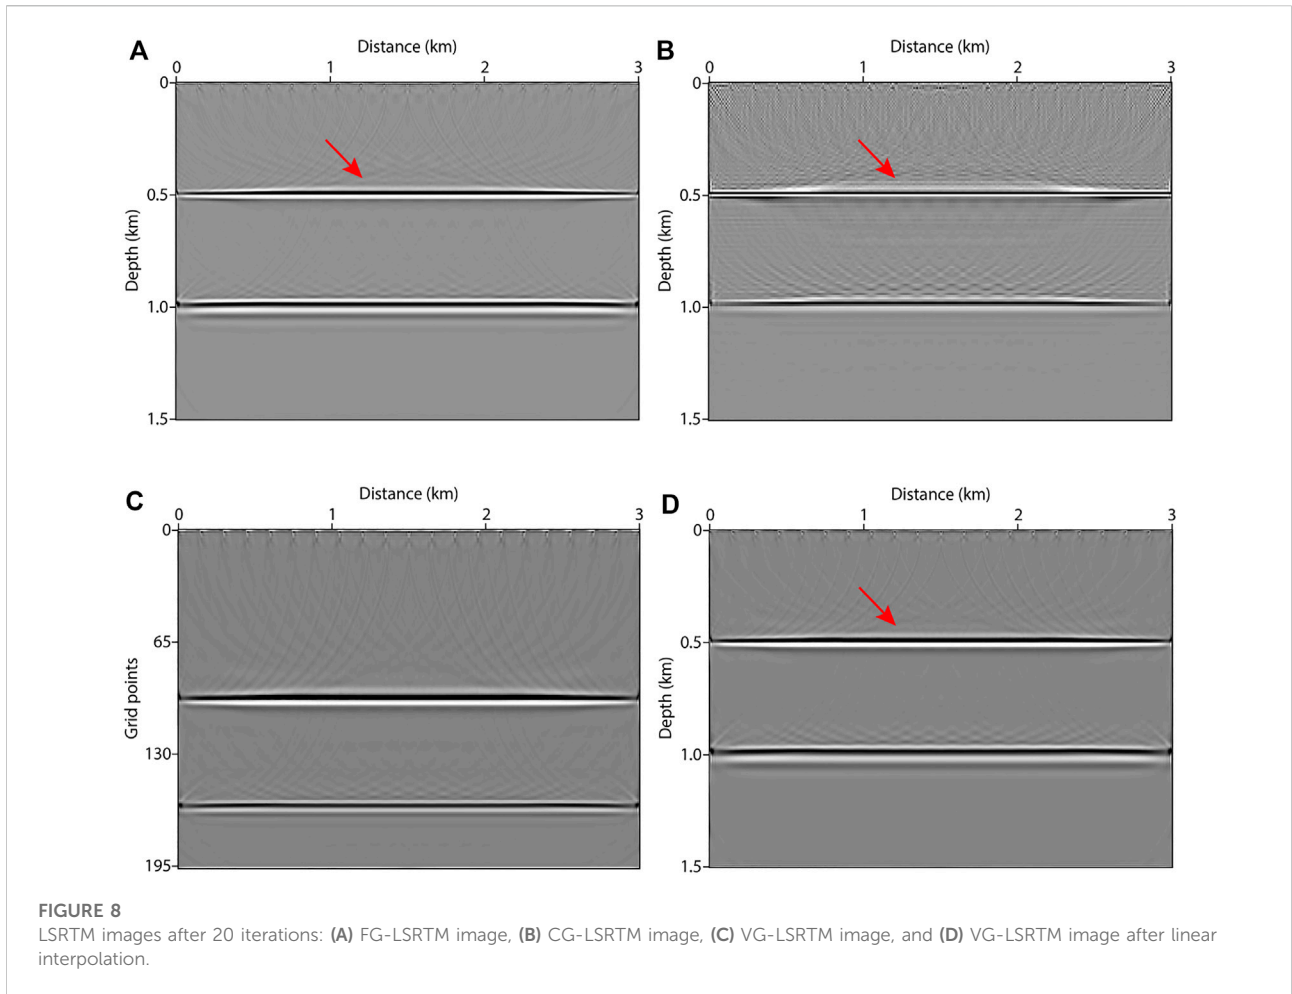 A
Distance (km)
0 1 2 3
0
0.5
1.0
1.5
Depth (km)
B
Distance (km)
0 1 2 3
0
0.5
1.0
1.5
Depth (km)
C
Distance (km)
0 1 2 3
0
65
130
195
Grid points
D
Distance (km)
0 1 2 3
0
0.5
1.0
1.5
Depth (km)
FIGURE 8
LSRTM images after 20 iterations: (A) FG-LSRTM image, (B) CG-LSRTM image, (C) VG-LSRTM image, and (D) VG-LSRTM image after linear
interpolation.